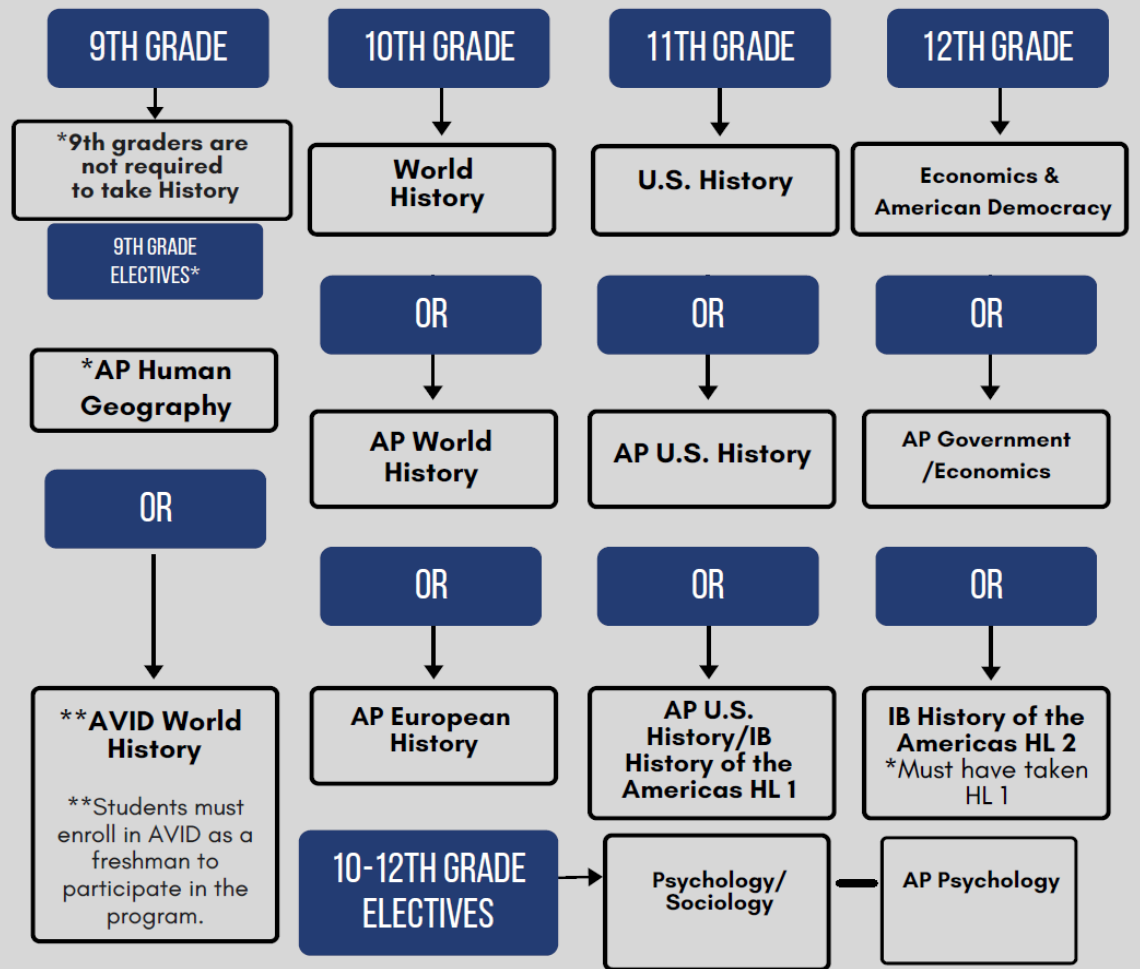 9TH GRADE
*9th graders are
not required
to take History
9TH GRADE
ELECTIVES*
*AP Human
Geography
OR
**AVID World
History
**Students must
enroll in AVID as a
freshman to
participate in the
program.
10TH GRADE
World
History
OR
AP World
History
OR
AP European
History
11TH GRADE
U.S. History
OR
AP U.S. History
OR
AP U.S.
History/IB
History of the
Americas HL 1
12TH GRADE
Economics &
American Democracy
OR
AP Government
/Economics
OR
IB History of the
Americas HL 2
*Must have taken
HL 1
10-12TH GRADE
ELECTIVES
Psychology/
Sociology
AP Psychology